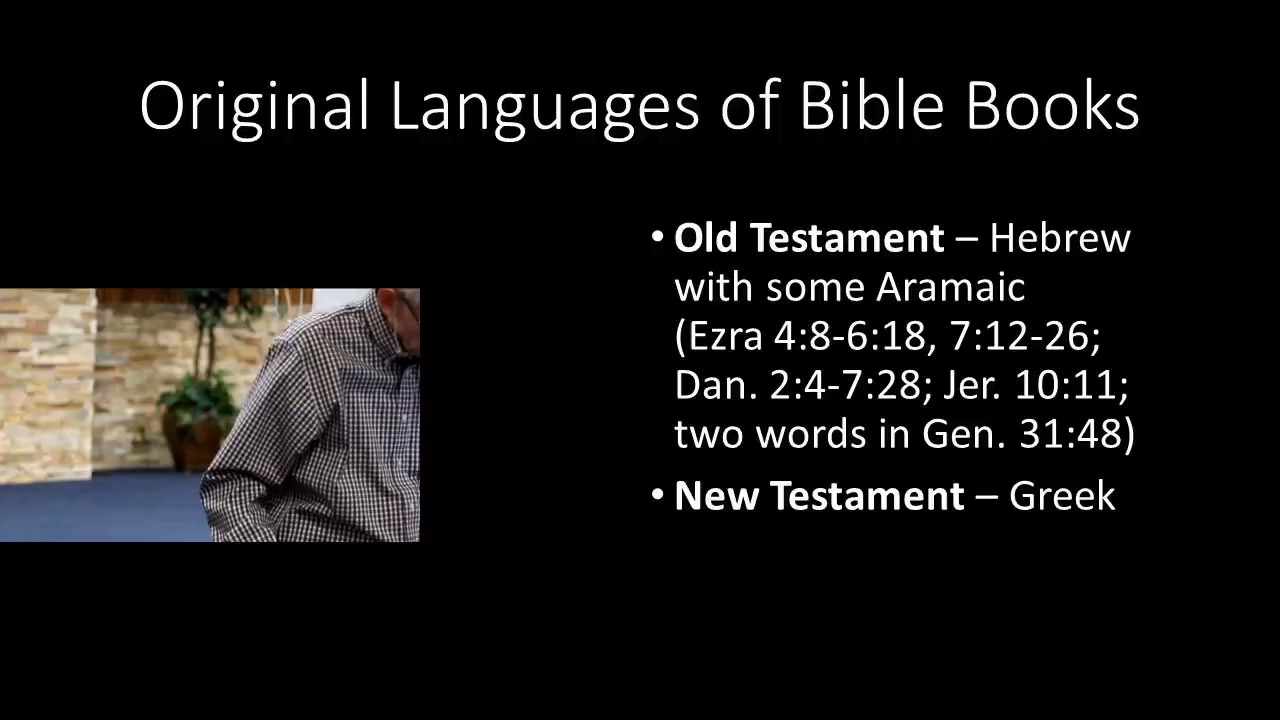 Original Languages of Bible Books
• Old Testament – Hebrew
with some Aramaic
(Ezra 4:8-6:18, 7:12-26;
Dan. 2:4-7:28; Jer. 10:11;
two words in Gen. 31:48)
• New Testament – Greek